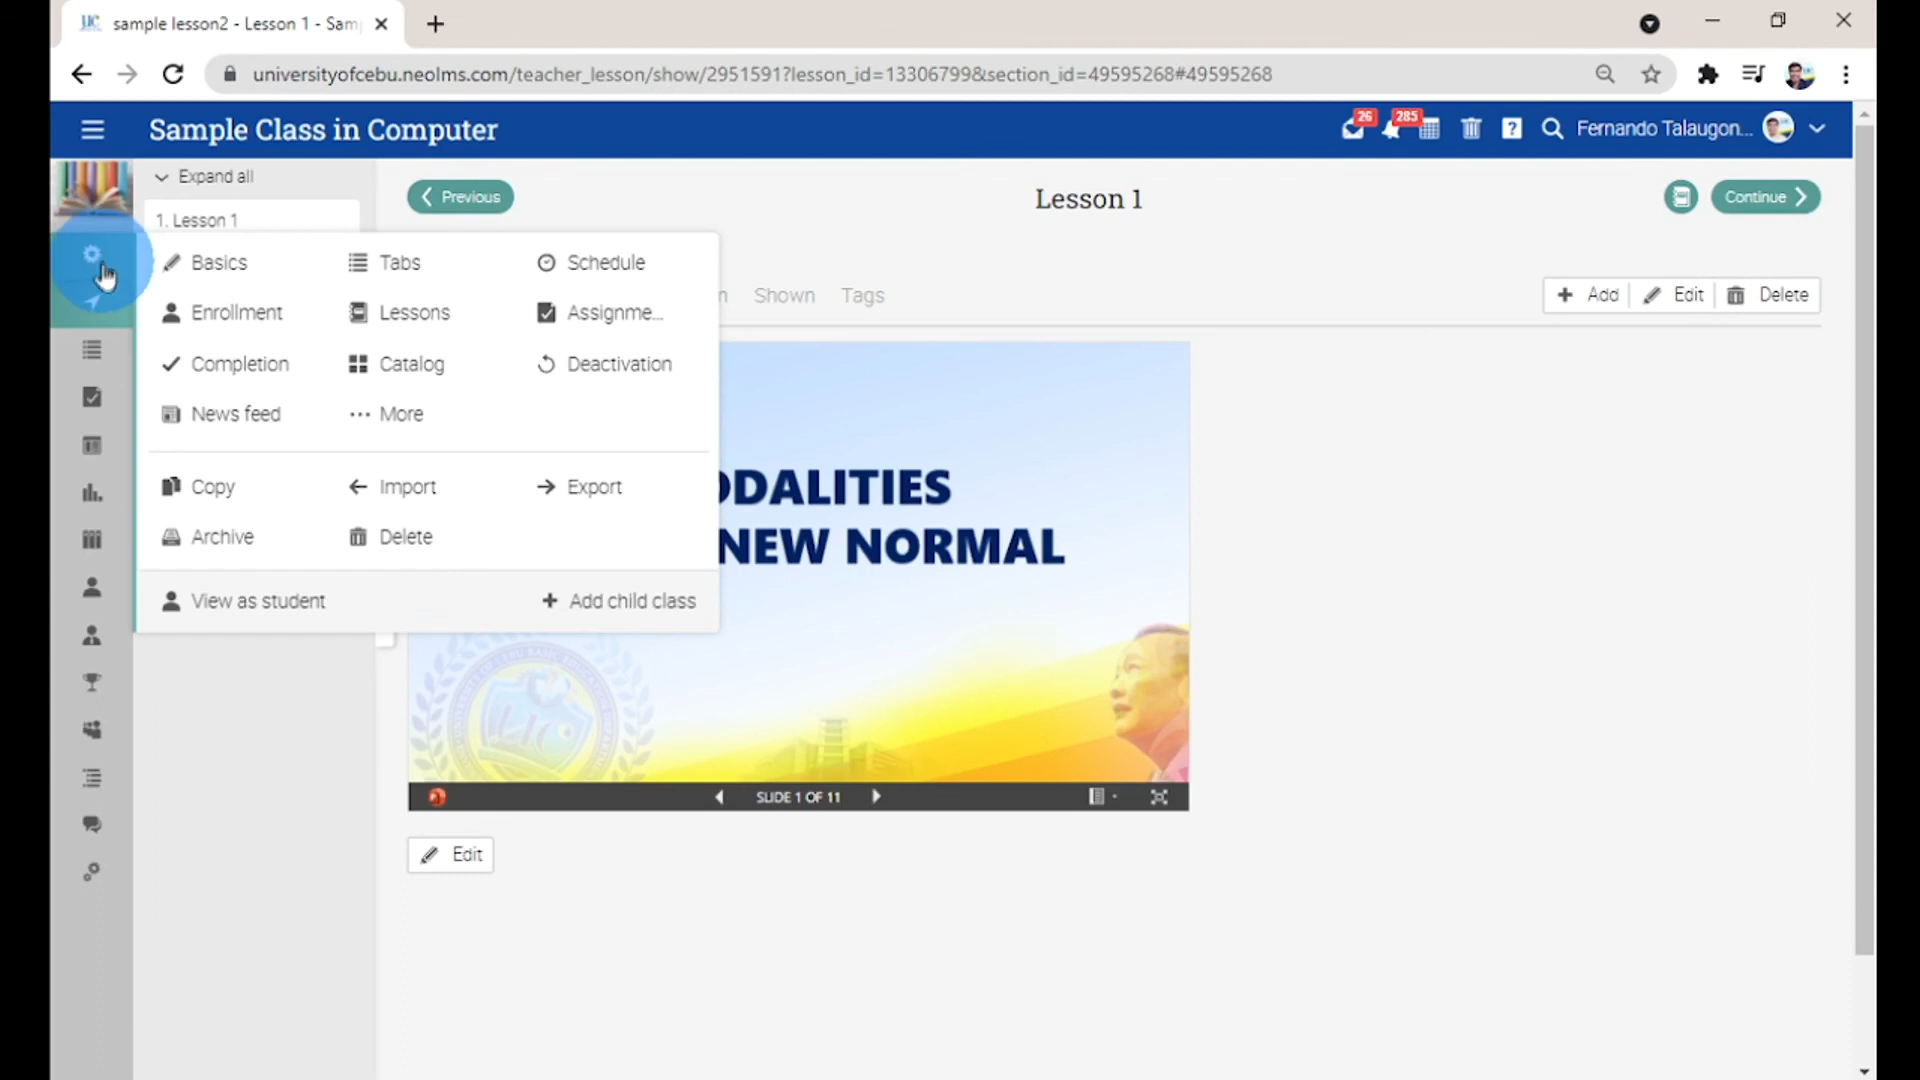 sample lesson2 - Lesson 1 - Sam
universityofcebu.neolms.com/teacher_lesson/show/2951591?lesson_id=13306799&section_id=49595268#49595268
Sample Class in Computer
26
285
Fernando Talaugon...
Expand all
Previous
Lesson 1
Continue
1. Lesson 1
Basics
Tabs
Schedule
n
Shown
Tags
Add
Edit
Delete
Enrollment
Lessons
Assignme...
Completion
Catalog
Deactivation
News feed
More
Copy
Import
Export
ODALITIES
Archive
Delete
NEW NORMAL
View as student
Add child class
SLIDE 1 OF 11
Edit